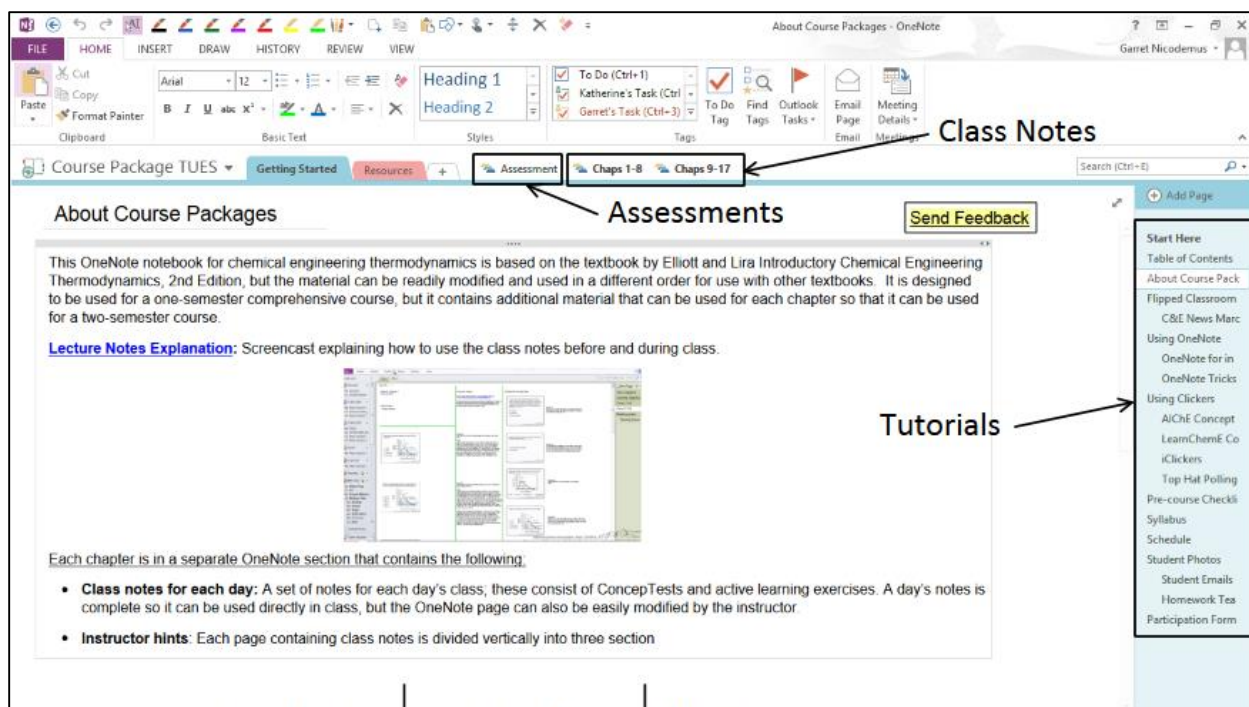 About Course Packages - OneNote
Garret Nicodemus
FILE HOME INSERT DRAW HISTORY REVIEW VIEW
Paste
Cut
Copy
Format Painter
Clipboard
Arial 12
B I U abc x²
Basic Text
Heading 1
Heading 2
Styles
To Do (Ctrl+1)
Katherine's Task (Ctrl
Garret's Task (Ctrl+3)
To Do Tag
Find Tags
Outlook Tasks
Tags
Email Page
Email
Meeting Details
Meetings
Class Notes
Course Package TUES Getting Started Resources + Assessment Chaps 1-8 Chaps 9-17
Search (Ctrl+E)
Assessments
Add Page
About Course Packages
Send Feedback
This OneNote notebook for chemical engineering thermodynamics is based on the textbook by Elliott and Lira Introductory Chemical Engineering
Thermodynamics, 2nd Edition, but the material can be readily modified and used in a different order for use with other textbooks. It is designed
to be used for a one-semester comprehensive course, but it contains additional material that can be used for each chapter so that it can be used
for a two-semester course.
Lecture Notes Explanation: Screencast explaining how to use the class notes before and during class.
Each chapter is in a separate OneNote section that contains the following:
• Class notes for each day: A set of notes for each day's class; these consist of ConcepTests and active learning exercises. A day's notes is
complete so it can be used directly in class, but the OneNote page can also be easily modified by the instructor.
• Instructor hints: Each page containing class notes is divided vertically into three section
Tutorials
Start Here
Table of Contents
About Course Pack
Flipped Classroom
C&E News Marc
Using OneNote
OneNote for in
OneNote Tricks
Using Clickers
AIChE Concept
LearnChemE Co
iClickers
Top Hat Polling
Pre-course Checkli
Syllabus
Schedule
Student Photos
Student Emails
Homework Tea
Participation Form